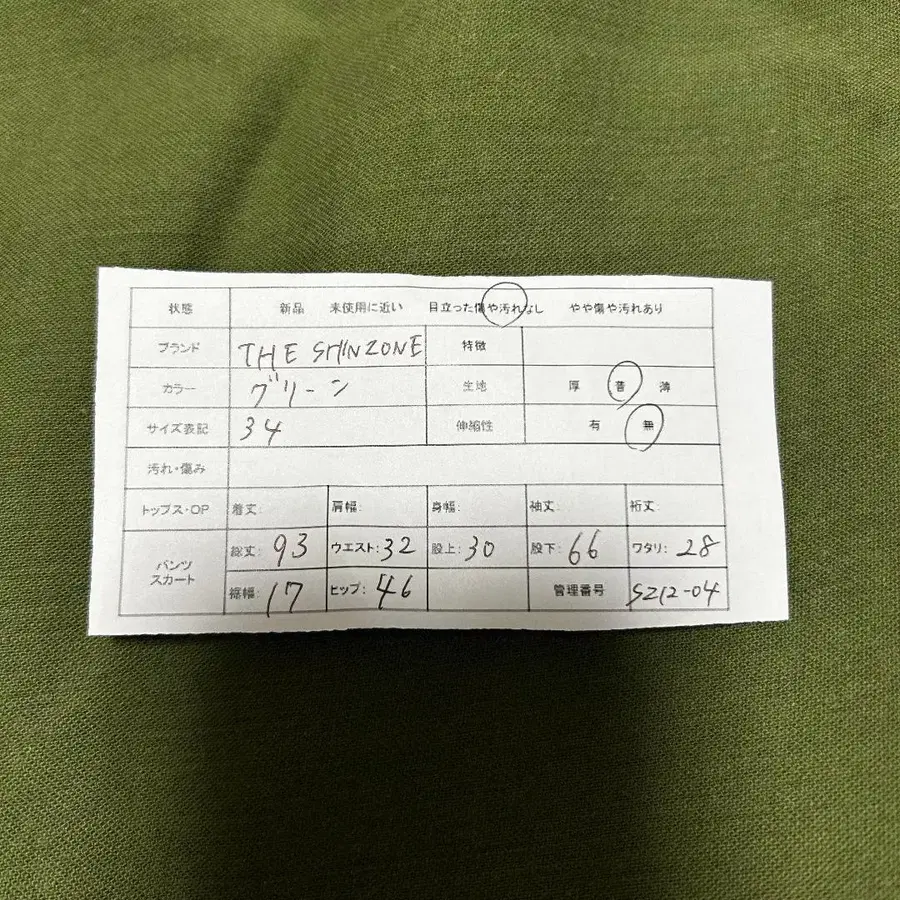 状態 新品 未使用に近い 目立った傷や汚れなし やや傷や汚れあり
ブランド THE SHINZONE 特徴
カラー グリーン 生地 厚 普 薄
サイズ表記 34 伸縮性 有 無
汚れ・傷み
トップス・OP 着丈: 肩幅: 身幅: 袖丈: 裄丈:
パンツ スカート 総丈: 93 ウエスト: 32 股上: 30 股下: 66 ワタリ: 28
裾幅: 17 ヒップ: 46 管理番号 SZ12-04